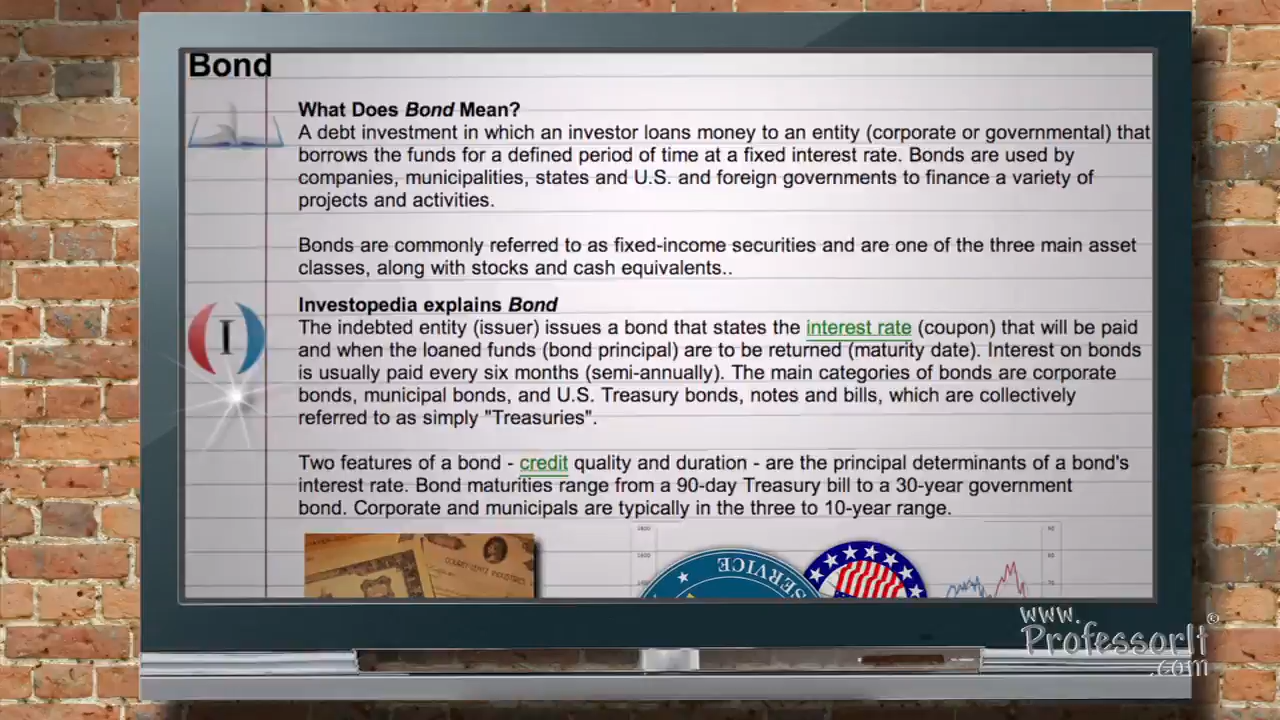 Bond
What Does Bond Mean?
A debt investment in which an investor loans money to an entity (corporate or governmental) that
borrows the funds for a defined period of time at a fixed interest rate. Bonds are used by
companies, municipalities, states and U.S. and foreign governments to finance a variety of
projects and activities.
Bonds are commonly referred to as fixed-income securities and are one of the three main asset
classes, along with stocks and cash equivalents..
Investopedia explains Bond
I
The indebted entity (issuer) issues a bond that states the interest rate (coupon) that will be paid
and when the loaned funds (bond principal) are to be returned (maturity date). Interest on bonds
is usually paid every six months (semi-annually). The main categories of bonds are corporate
bonds, municipal bonds, and U.S. Treasury bonds, notes and bills, which are collectively
referred to as simply "Treasuries".
Two features of a bond - credit quality and duration - are the principal determinants of a bond's
interest rate. Bond maturities range from a 90-day Treasury bill to a 30-year government
bond. Corporate and municipals are typically in the three to 10-year range.
SERVICE
www.
ProfessorIt®
.com